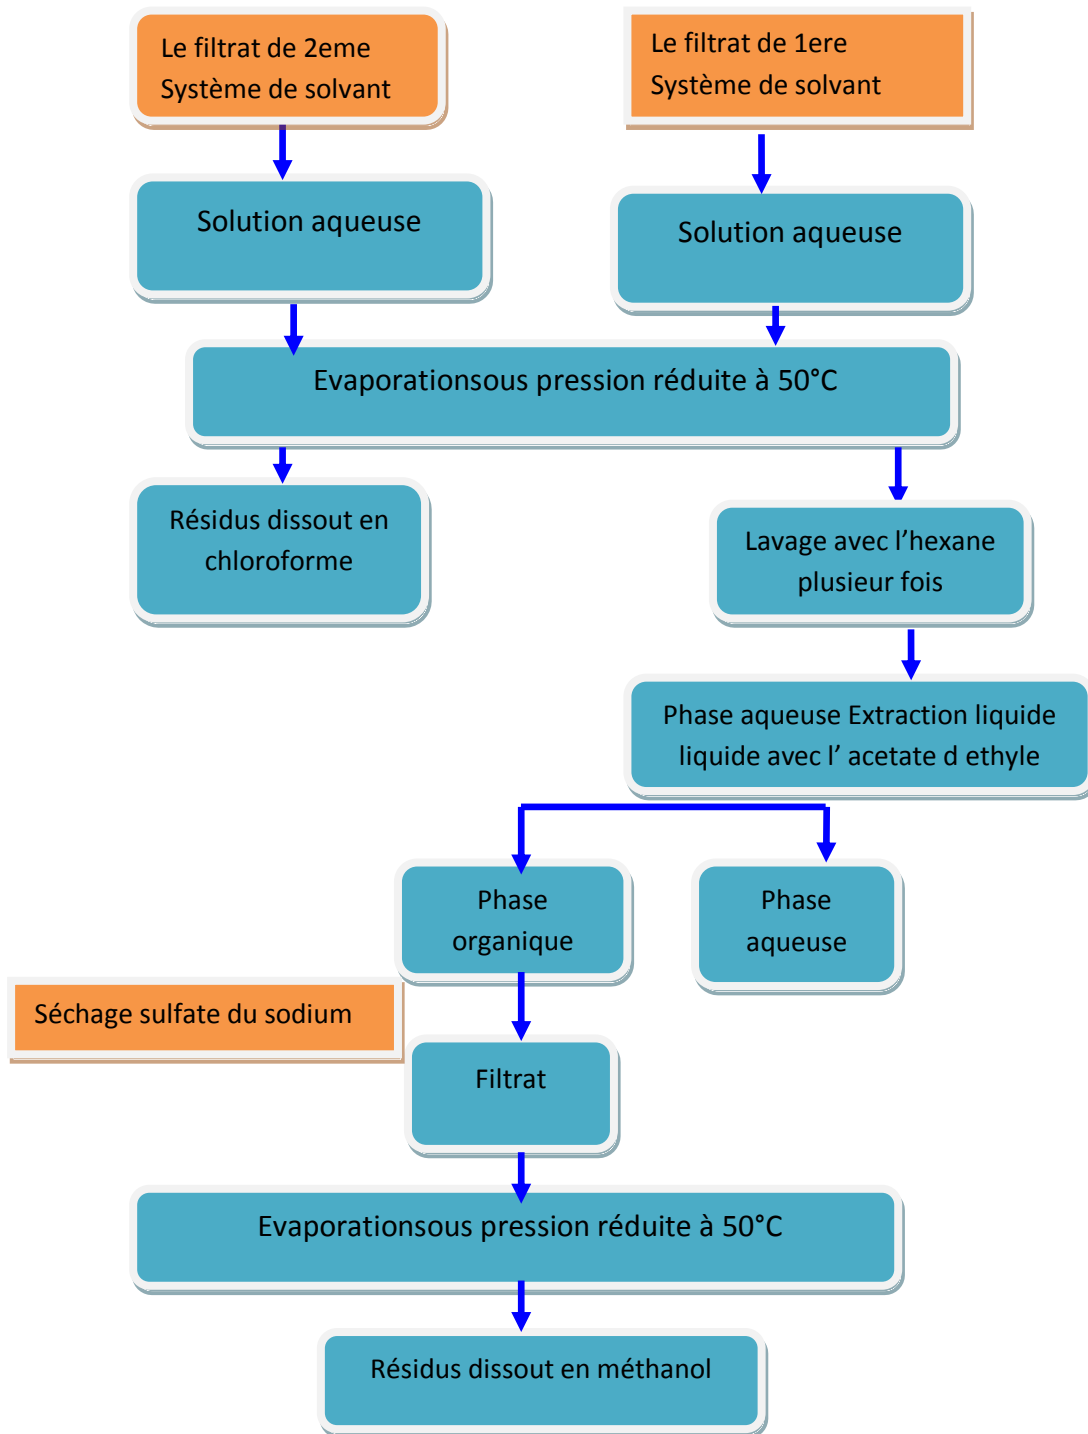 Le filtrat de 2eme
Système de solvant
Le filtrat de 1ere
Système de solvant
Solution aqueuse
Solution aqueuse
Evaporationsous pression réduite à 50°C
Résidus dissout en
chloroforme
Lavage avec l’hexane
plusieur fois
Phase aqueuse Extraction liquide
liquide avec l’ acetate d ethyle
Phase
organique
Phase
aqueuse
Séchage sulfate du sodium
Filtrat
Evaporationsous pression réduite à 50°C
Résidus dissout en méthanol